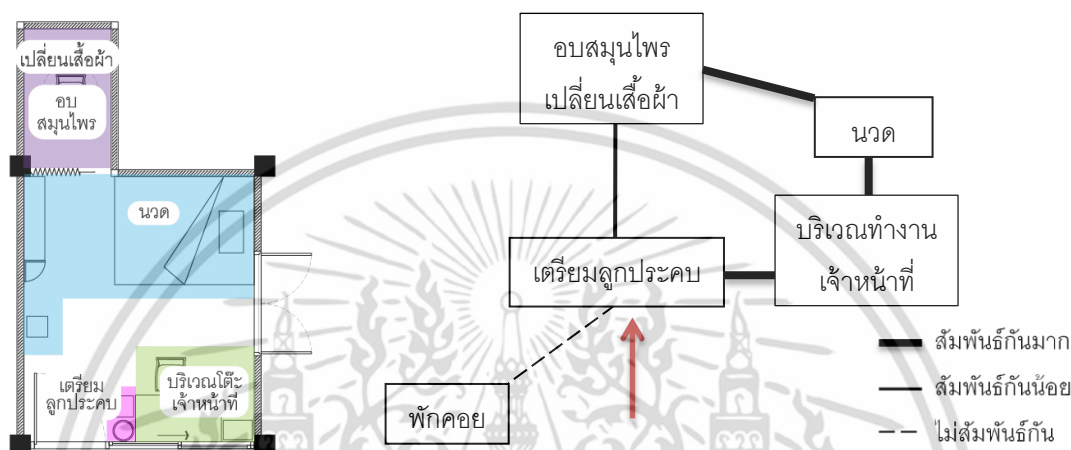 เปลี่ยนเสื้อผ้า
อบ
สมุนไพร
นวด
เตรียม
ลูกประคบ
บริเวณโต๊ะ
เจ้าหน้าที่
อบสมุนไพร
เปลี่ยนเสื้อผ้า
นวด
บริเวณทำงาน
เจ้าหน้าที่
เตรียมลูกประคบ
พักคอย
สัมพันธ์กันมาก
สัมพันธ์กันน้อย
ไม่สัมพันธ์กัน